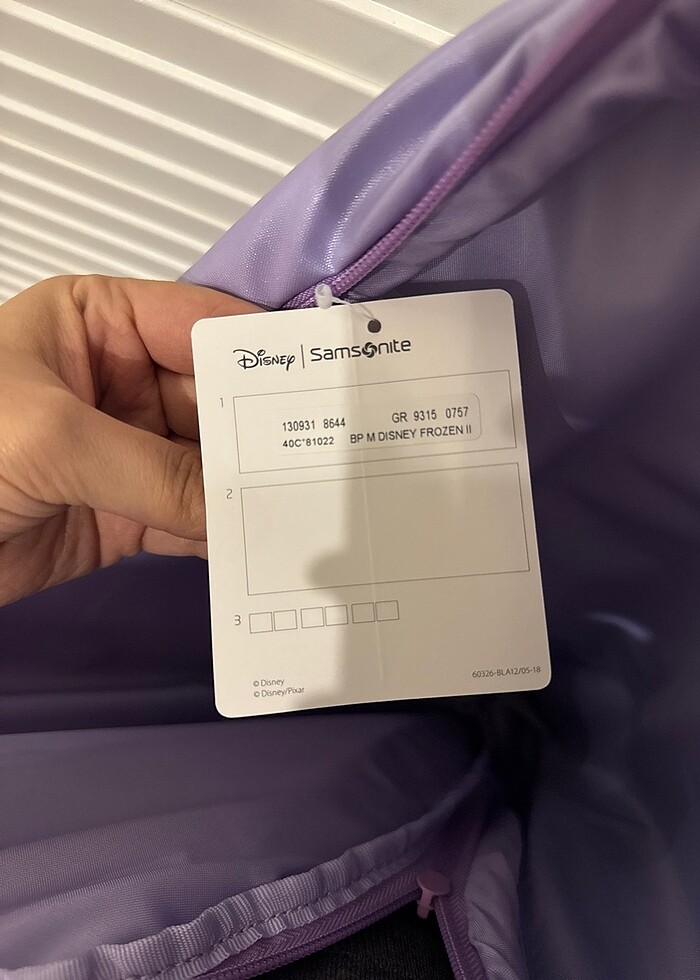 Disney | Samsonite
1
130931 8644 GR 9315 0757
40C*81022 BP M DISNEY FROZEN II
2
3
© Disney
© Disney/Pixar
60326-BLA12/05-18